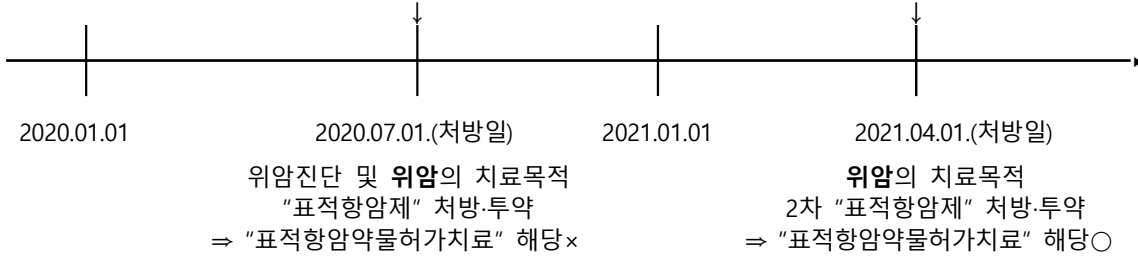 ↓ ↓
2020.01.01 2020.07.01.(처방일) 2021.01.01 2021.04.01.(처방일)
위암진단 및 위암의 치료목적 위암의 치료목적
“표적항암제” 처방·투약 2차 “표적항암제” 처방·투약
⇒ “표적항암약물허가치료” 해당× ⇒ “표적항암약물허가치료” 해당○